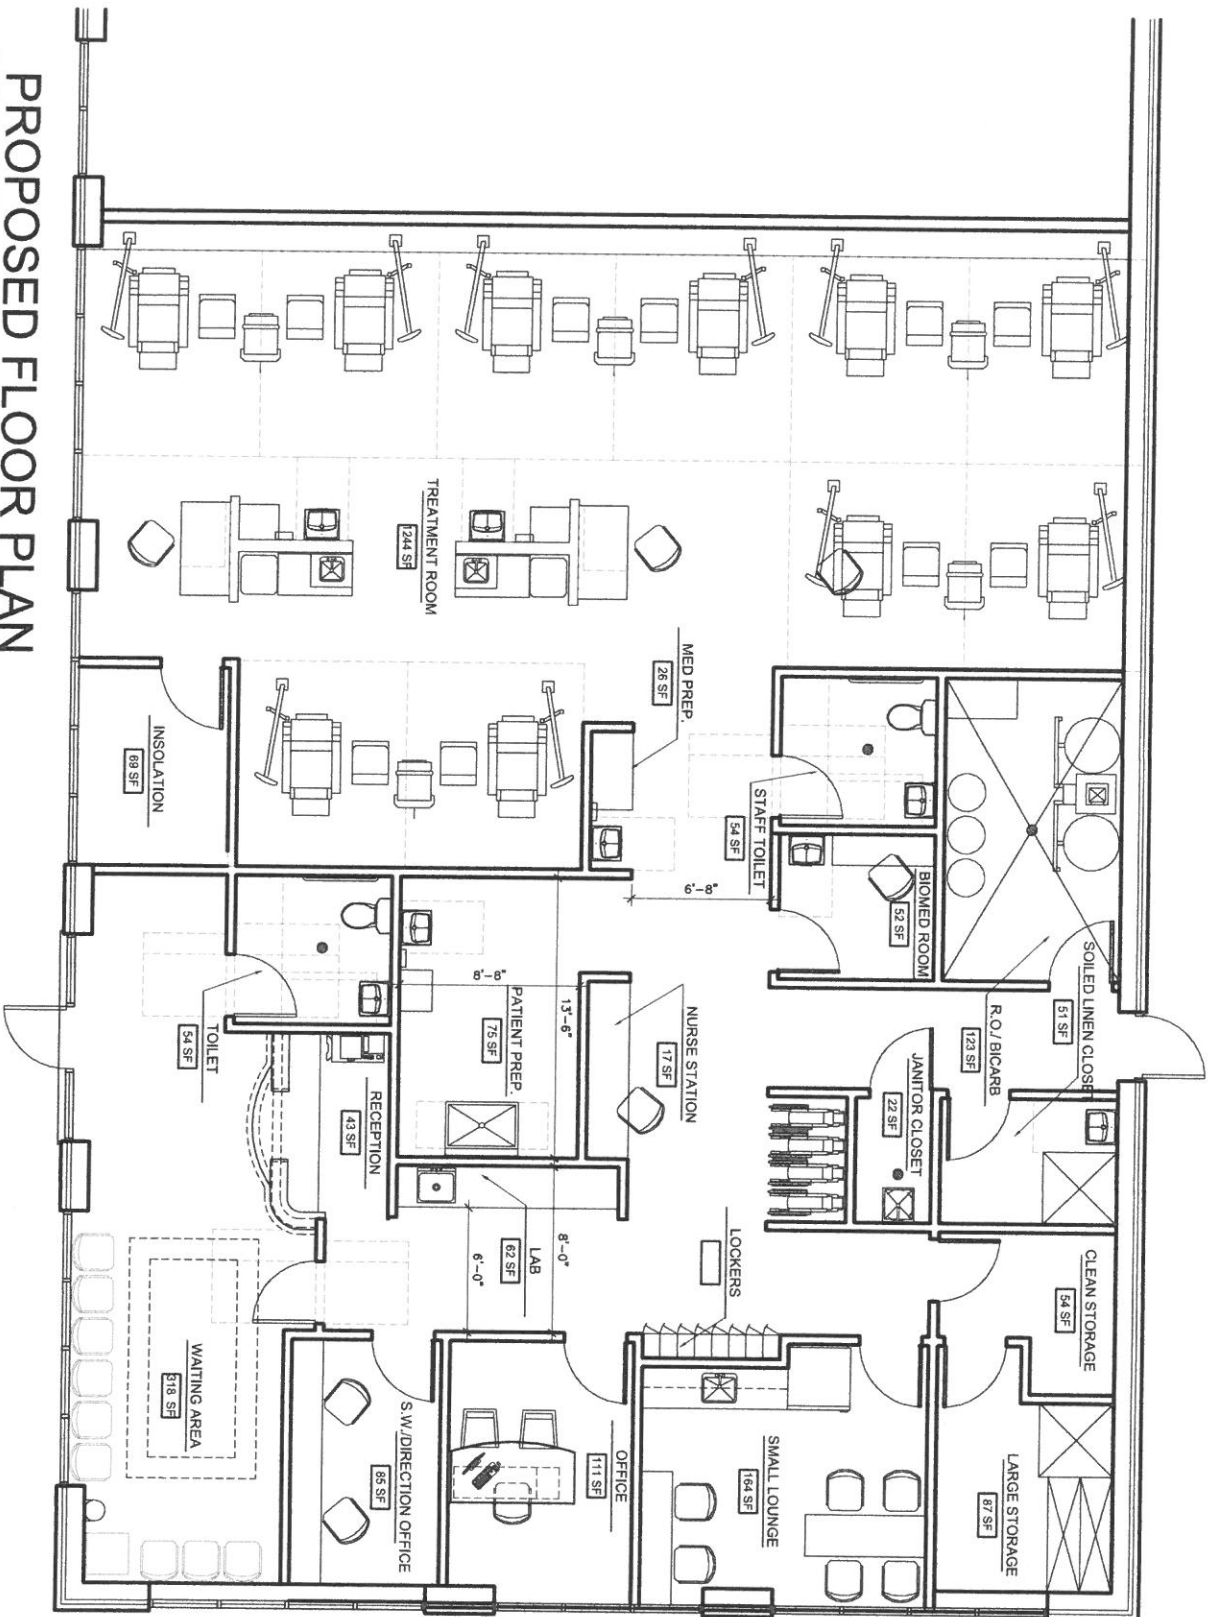 PROPOSED FLOOR PLAN
TREATMENT ROOM
1244 SF
MED PREP.
26 SF
INSOLATION
69 SF
STAFF TOILET
54 SF
BIOMED ROOM
52 SF
6'-8"
SOILED LINEN CLOSE
51 SF
R.O./ BICARB
123 SF
JANITOR CLOSET
22 SF
NURSE STATION
17 SF
PATIENT PREP.
75 SF
8'-8"
13'-6"
TOILET
54 SF
RECEPTION
43 SF
LAB
62 SF
8'-0"
6'-0"
LOCKERS
CLEAN STORAGE
54 SF
LARGE STORAGE
87 SF
SMALL LOUNGE
164 SF
OFFICE
111 SF
S.W./DIRECTION OFFICE
85 SF
WAITING AREA
318 SF